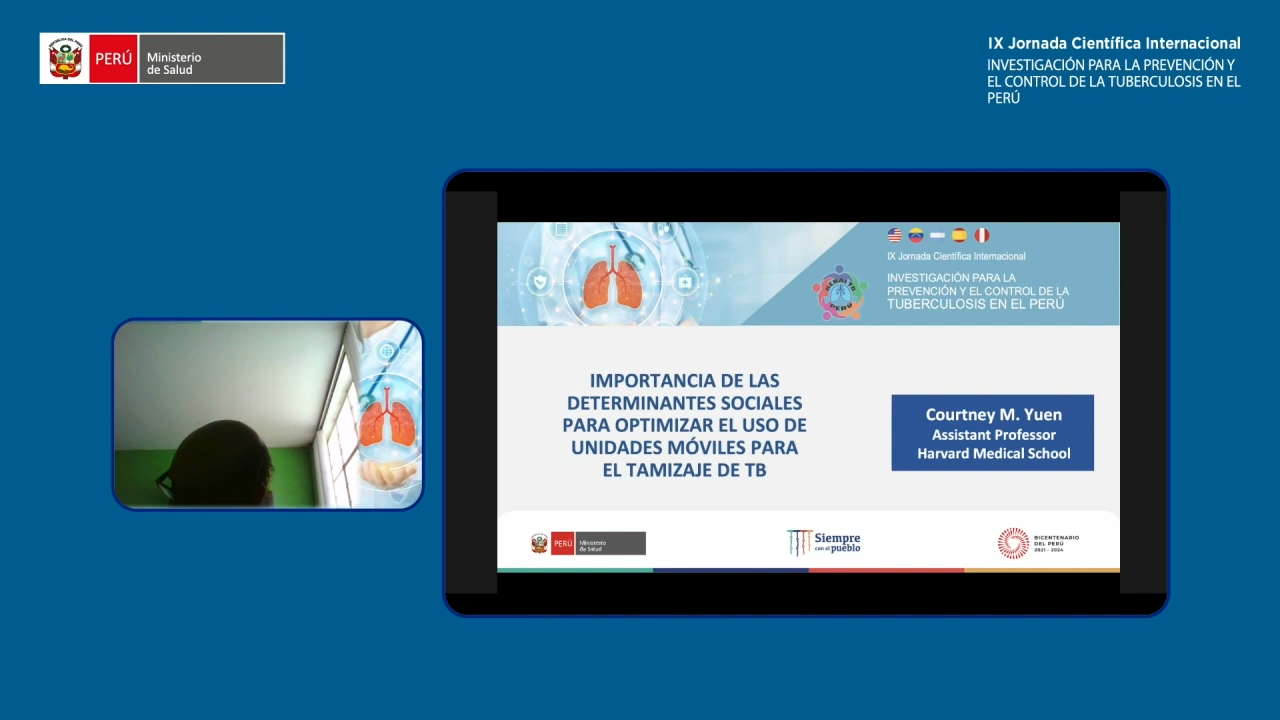 PERÚ
Ministerio
de Salud
IX Jornada Científica Internacional
INVESTIGACIÓN PARA LA PREVENCIÓN Y
EL CONTROL DE LA TUBERCULOSIS EN EL
PERÚ
IX Jornada Científica Internacional
INVESTIGACIÓN PARA LA
PREVENCIÓN Y EL CONTROL DE LA
TUBERCULOSIS EN EL PERÚ
IMPORTANCIA DE LAS
DETERMINANTES SOCIALES
PARA OPTIMIZAR EL USO DE
UNIDADES MÓVILES PARA
EL TAMIZAJE DE TB
Courtney M. Yuen
Assistant Professor
Harvard Medical School
PERÚ
Ministerio
de Salud
Siempre
con el pueblo
BICENTENARIO
DEL PERÚ
2021 - 2024